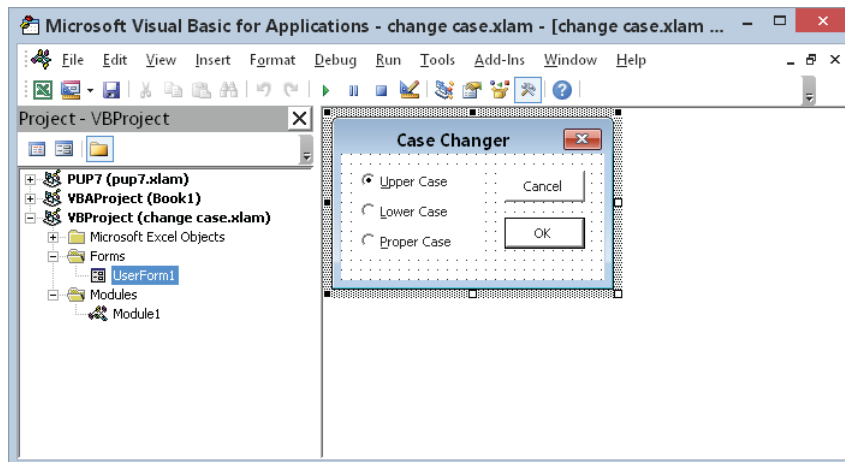 Microsoft Visual Basic for Applications - change case.xlam - [change case.xlam ...
File Edit View Insert Format Debug Run Tools Add-Ins Window Help
Project - VBProject
PUP7 (pup7.xlam)
VBAProject (Book1)
VBProject (change case.xlam)
Microsoft Excel Objects
Forms
UserForm1
Modules
Module1
Case Changer
Upper Case
Lower Case
Proper Case
Cancel
OK